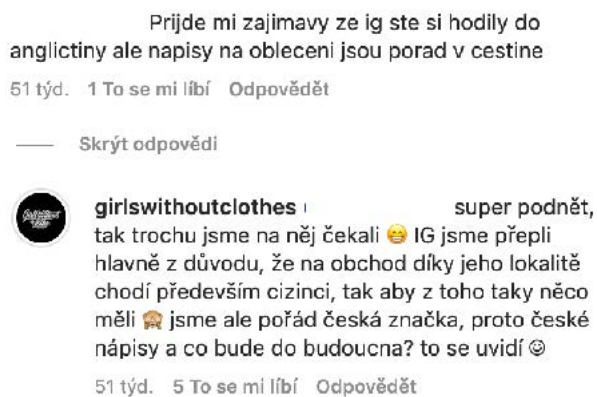 Prijde mi zajimavy ze ig ste si hodily do
anglictiny ale napisy na obleceni jsou porad v cestine
51 týd. 1 To se mi líbí Odpovědět
Skrýt odpovědi
girlswithoutclothes super podnět,
tak trochu jsme na něj čekali 😁 IG jsme přepli
hlavně z důvodu, že na obchod díky jeho lokalitě
chodí především cizinci, tak aby z toho taky něco
měli 🙈 jsme ale pořád česká značka, proto české
nápisy a co bude do budoucna? to se uvidí ☺
51 týd. 5 To se mi líbí Odpovědět